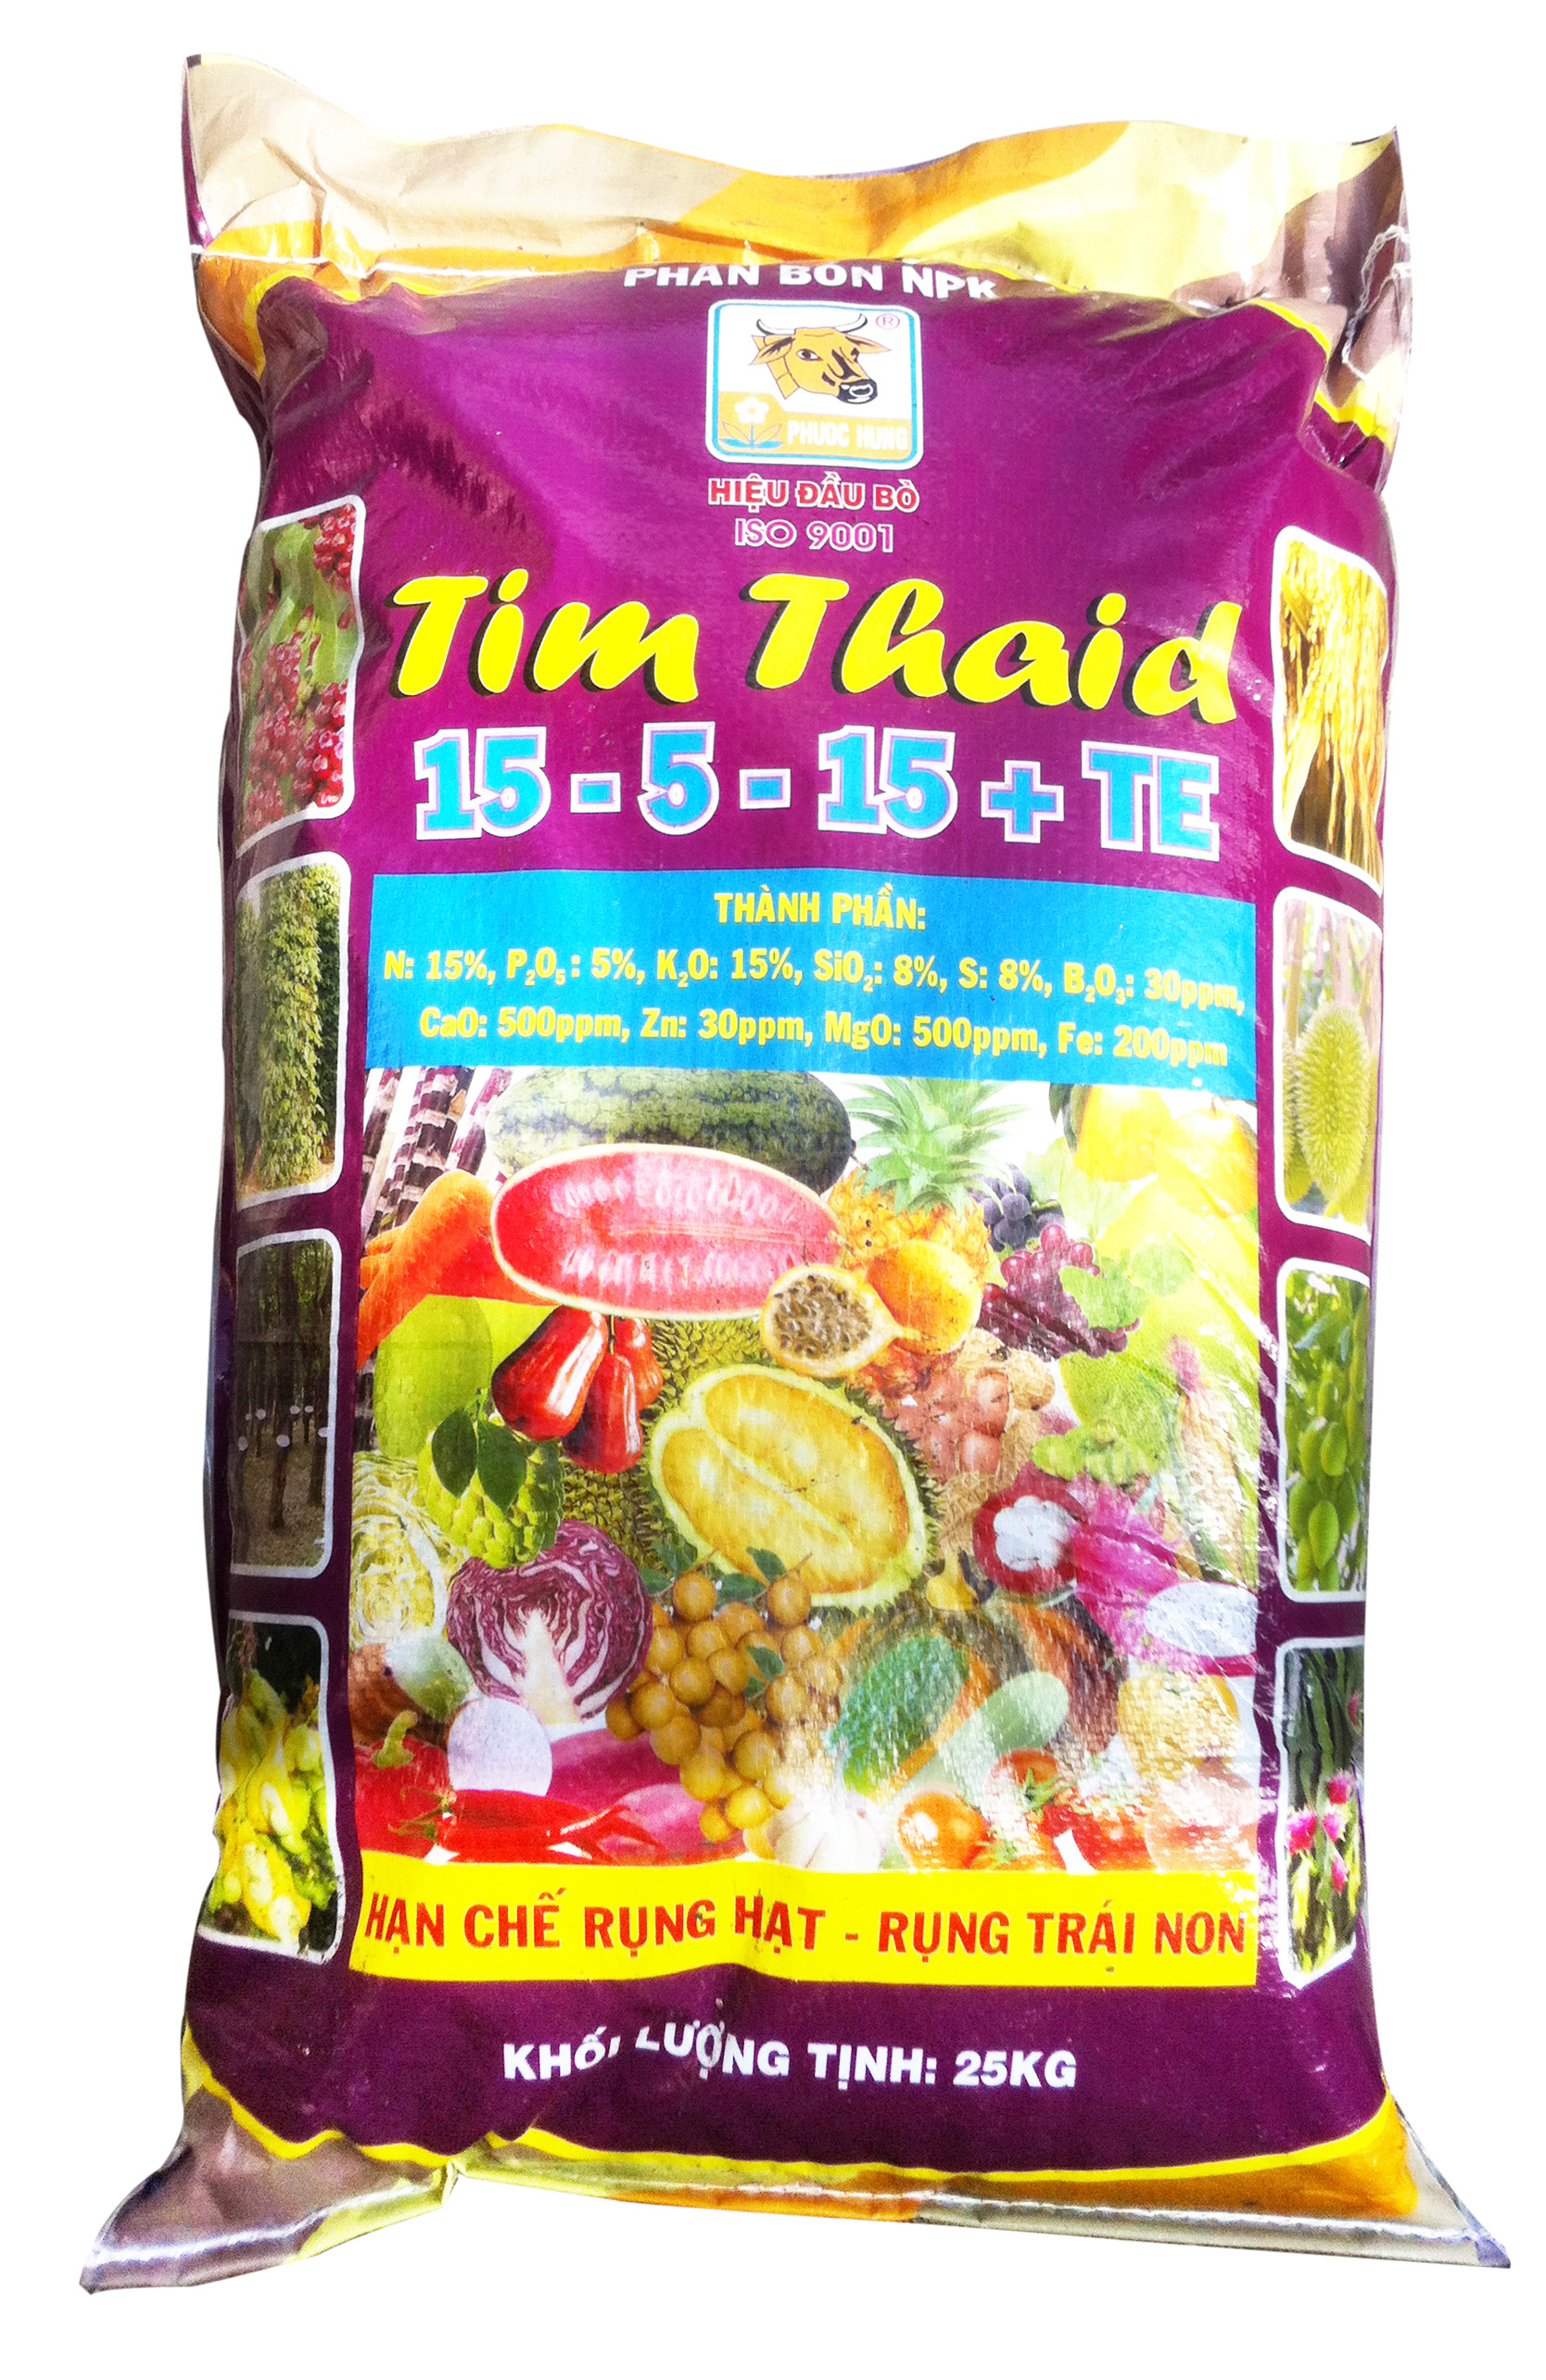 PHÂN BÓN NPK
®
PHUOC HUNG
HIỆU ĐẦU BÒ
ISO 9001
Tim Thaid
15 - 5 - 15 + TE
THÀNH PHẦN:
N: 15%, P₂O₅: 5%, K₂O: 15%, SiO₂: 8%, S: 8%, B₂O₃: 30ppm,
CaO: 500ppm, Zn: 30ppm, MgO: 500ppm, Fe: 200ppm
HẠN CHẾ RỤNG HẠT - RỤNG TRÁI NON
KHỐI LƯỢNG TỊNH: 25KG